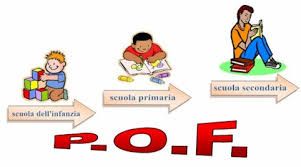 scuola dell'infanzia
scuola primaria
scuola secondaria
P.O.F.